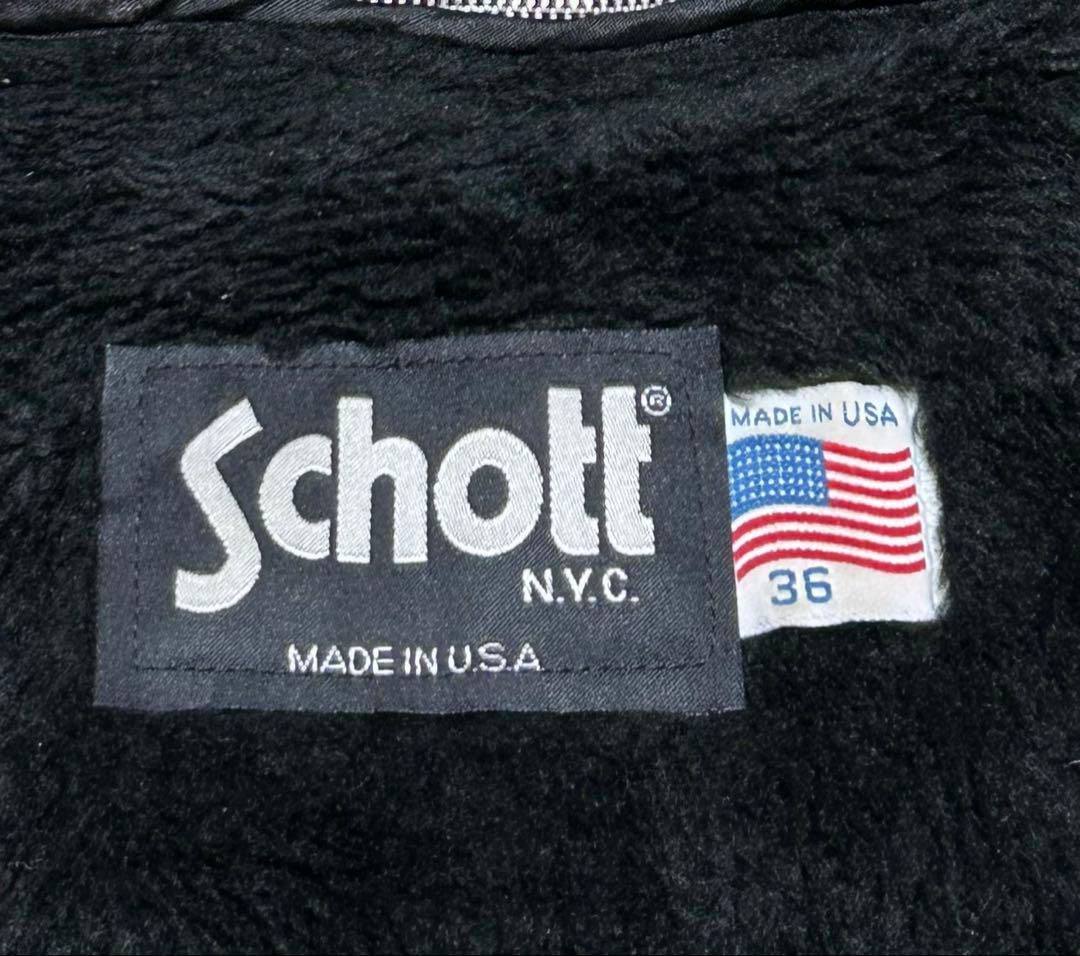 Schott®
N.Y.C.
MADE IN U.S.A
MADE IN USA
36